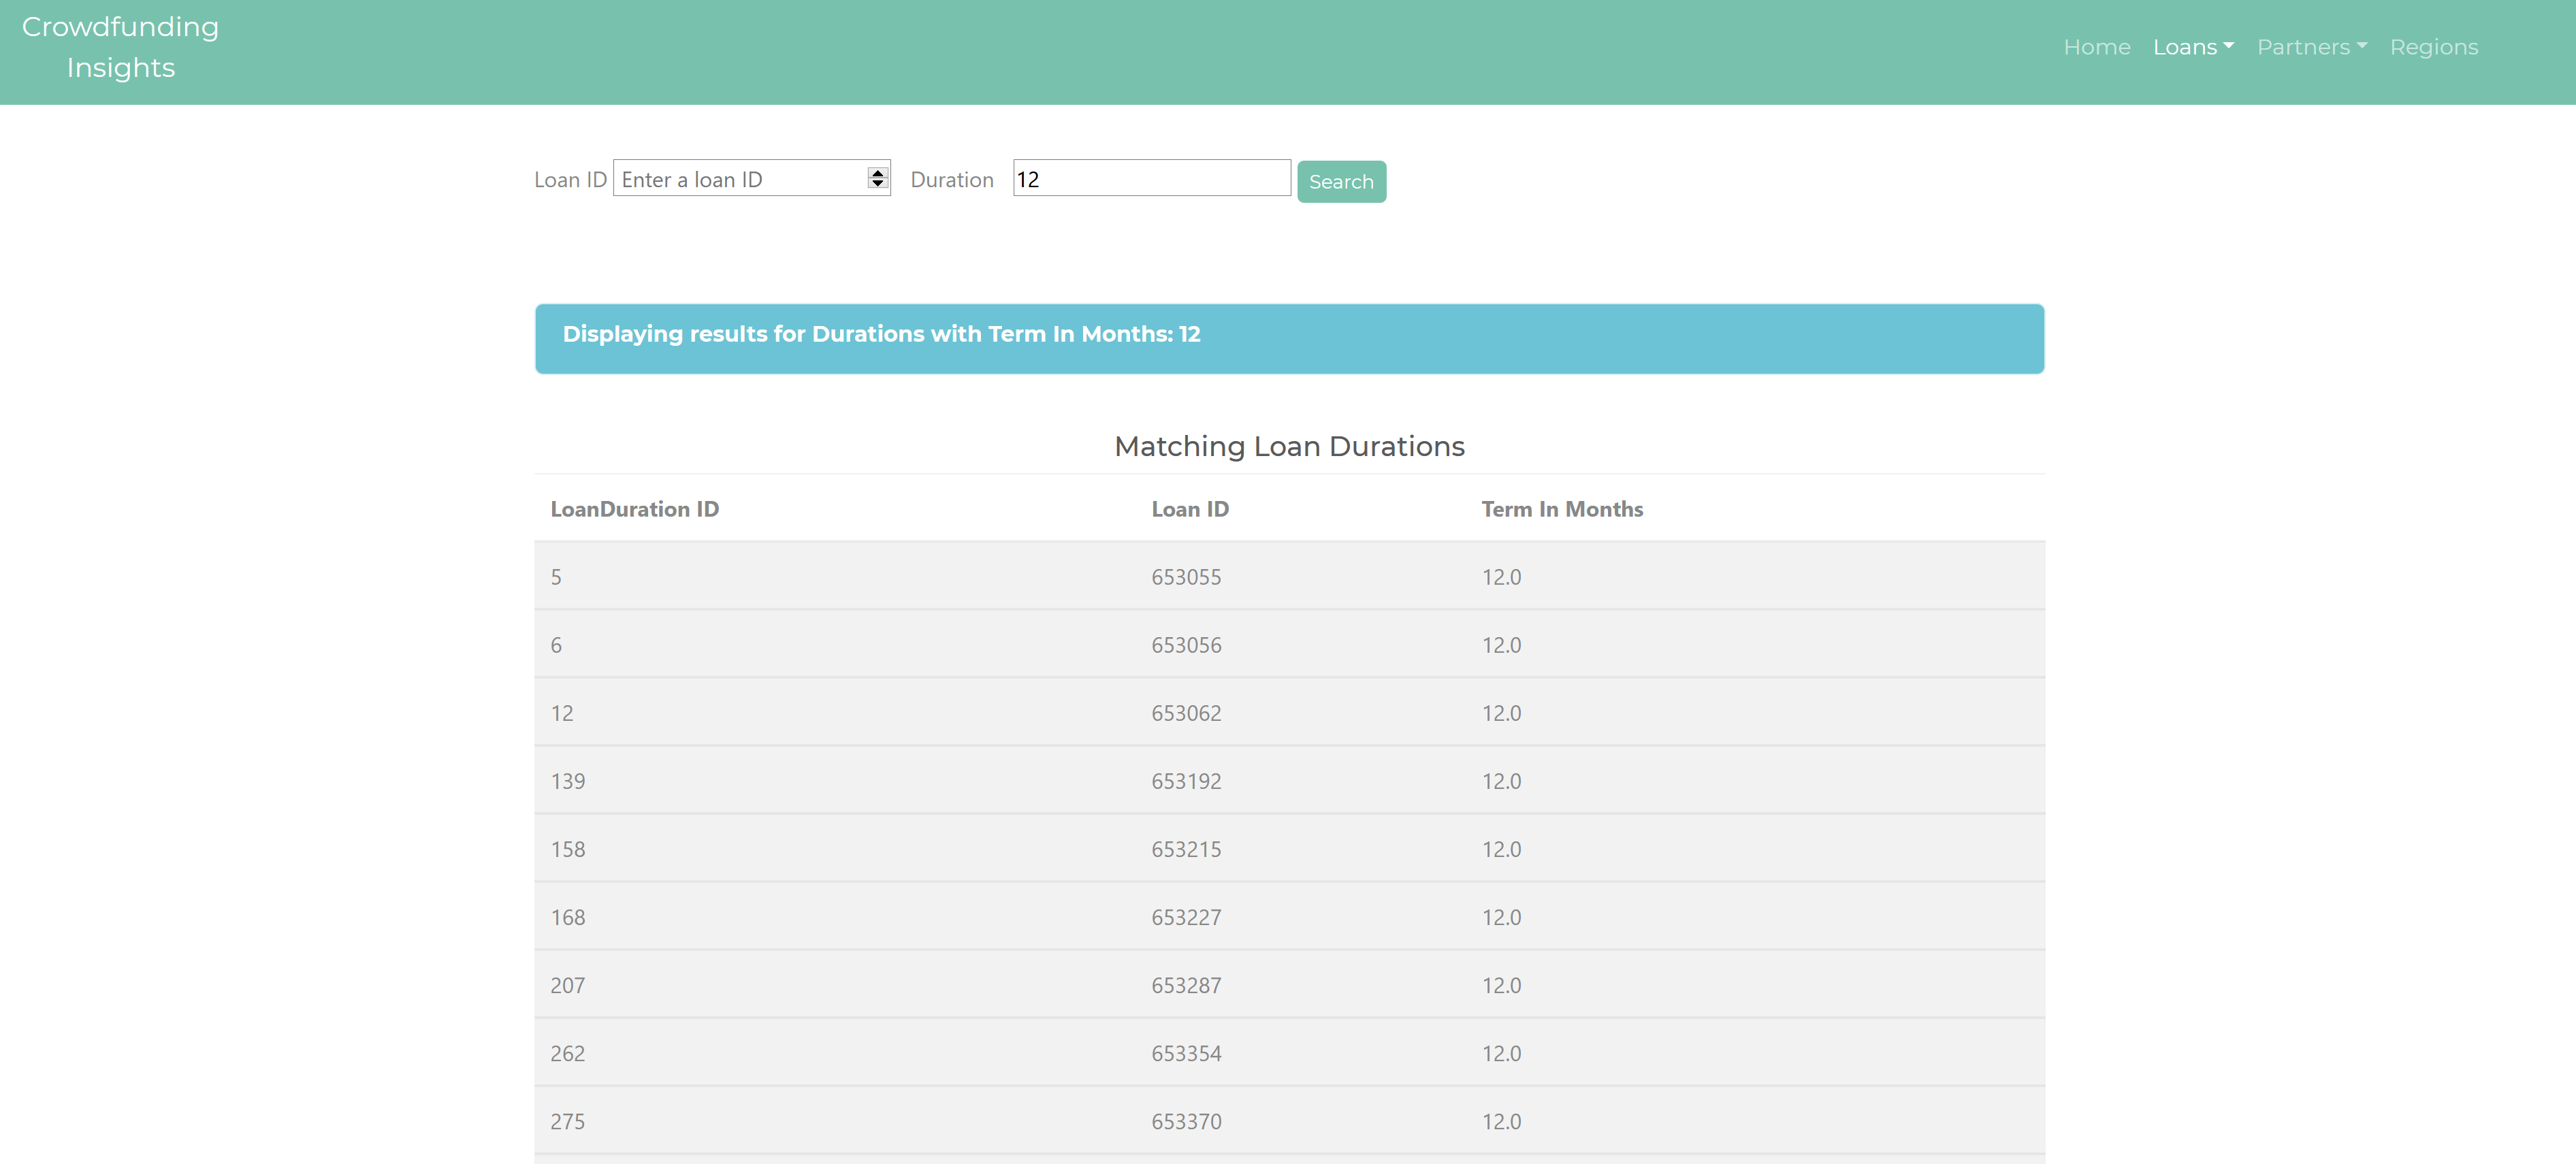 Crowdfunding
Insights
Home Loans Partners Regions
Loan ID Enter a loan ID Duration 12 Search
Displaying results for Durations with Term In Months: 12
Matching Loan Durations
LoanDuration ID Loan ID Term In Months
5 653055 12.0
6 653056 12.0
12 653062 12.0
139 653192 12.0
158 653215 12.0
168 653227 12.0
207 653287 12.0
262 653354 12.0
275 653370 12.0